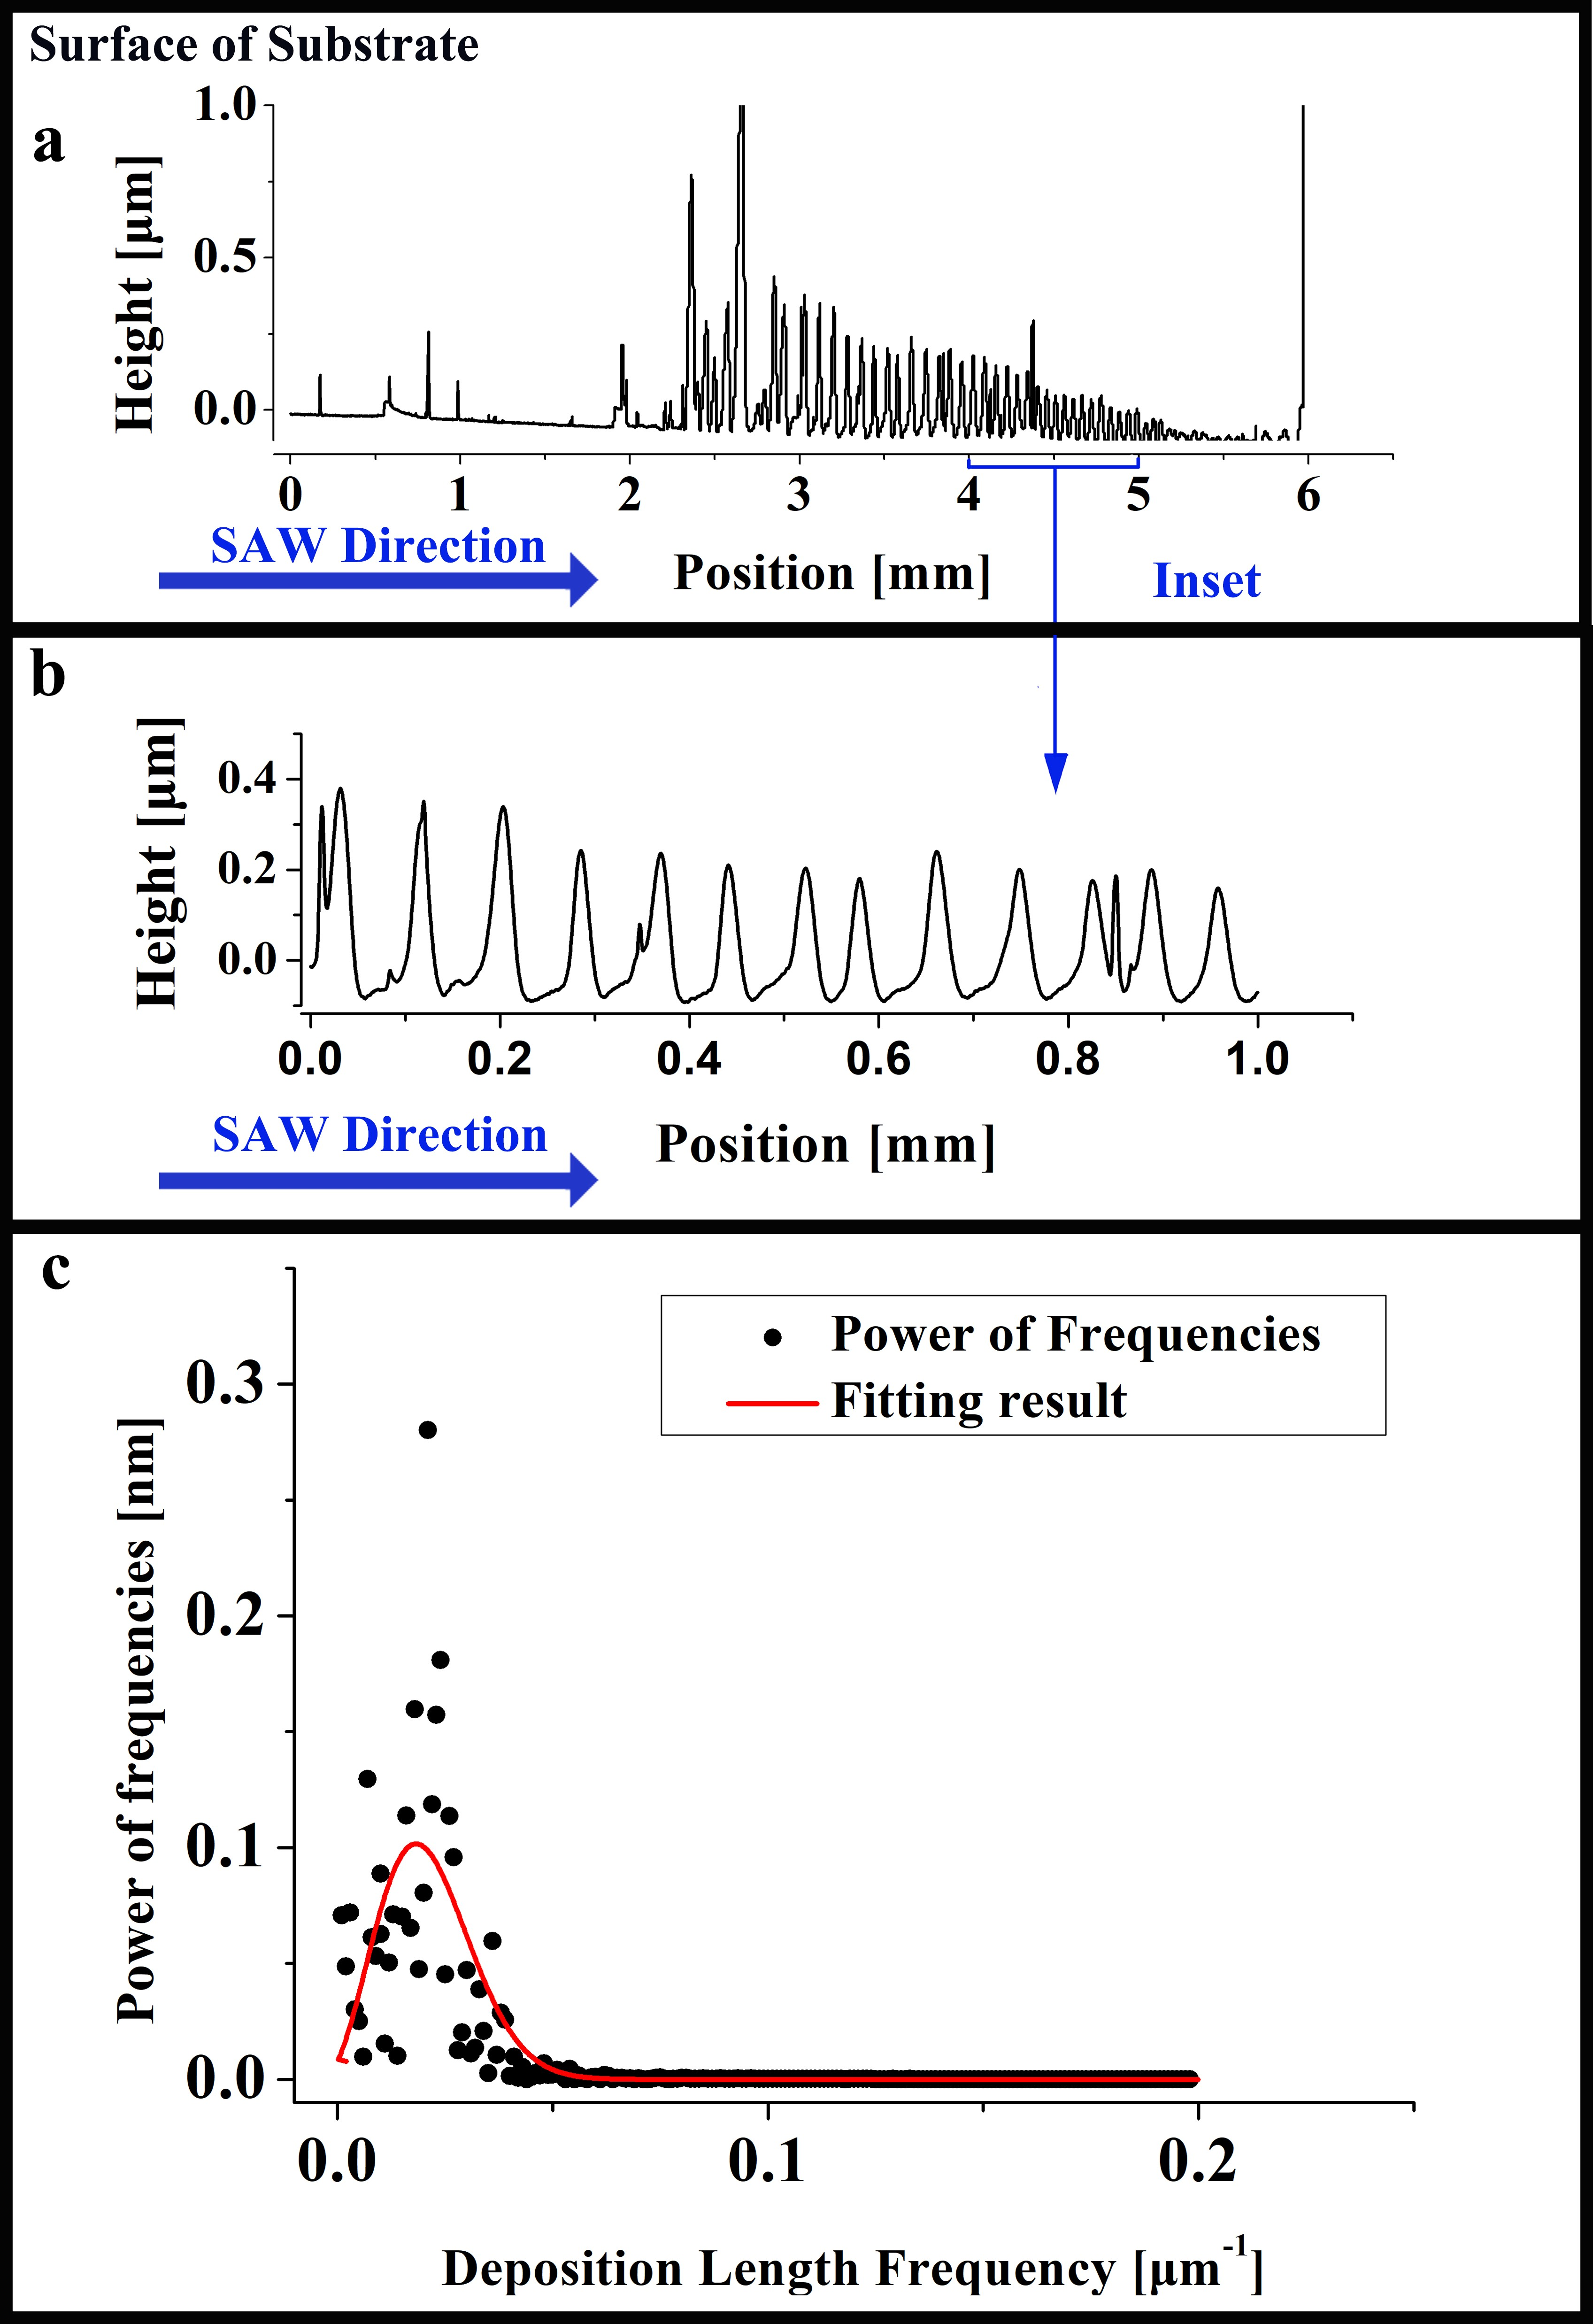 Surface of Substrate
a
Height [µm]
1.0
0.5
0.0
0 1 2 3 4 5 6
SAW Direction
Position [mm]
Inset
b
Height [µm]
0.4
0.2
0.0
0.0 0.2 0.4 0.6 0.8 1.0
SAW Direction
Position [mm]
c
Power of frequencies [nm]
Power of Frequencies
Fitting result
0.3
0.2
0.1
0.0
0.0 0.1 0.2
Deposition Length Frequency [µm⁻¹]